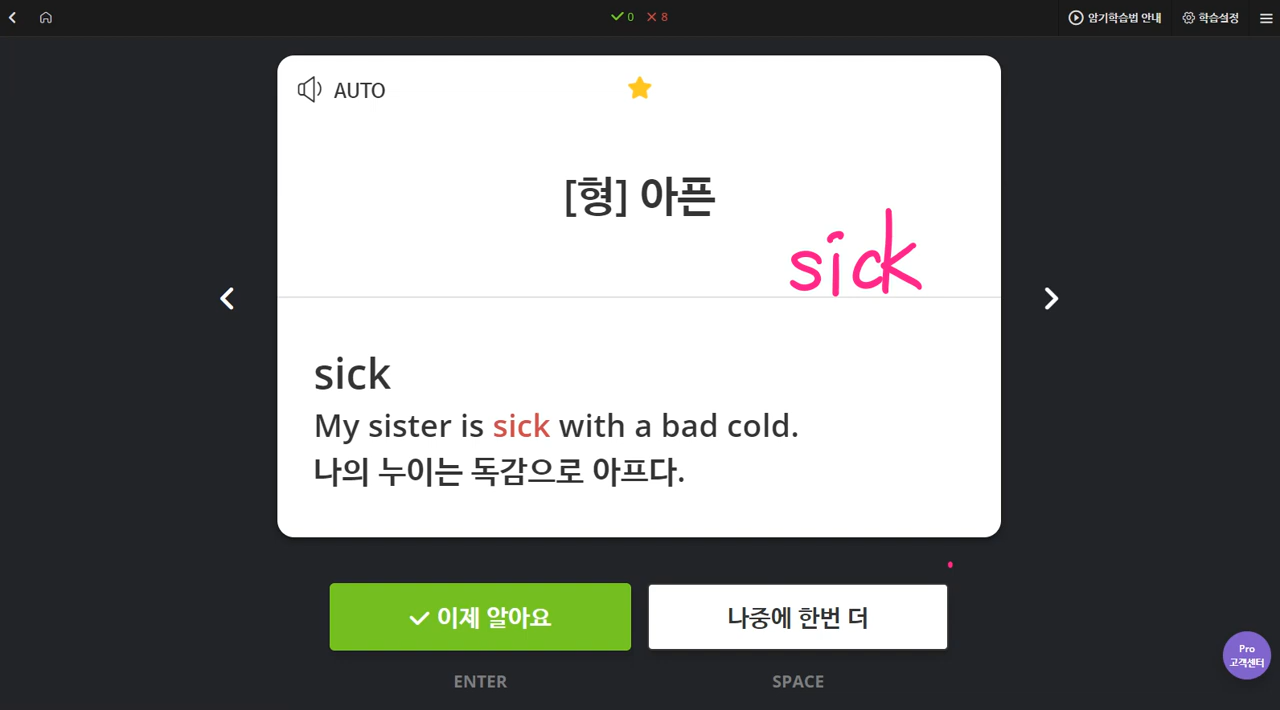 0 8 암기학습법 안내 학습설정
AUTO
[형] 아픈
sick
sick
My sister is sick with a bad cold.
나의 누이는 독감으로 아프다.
이제 알아요 나중에 한번 더
ENTER SPACE
Pro
고객센터